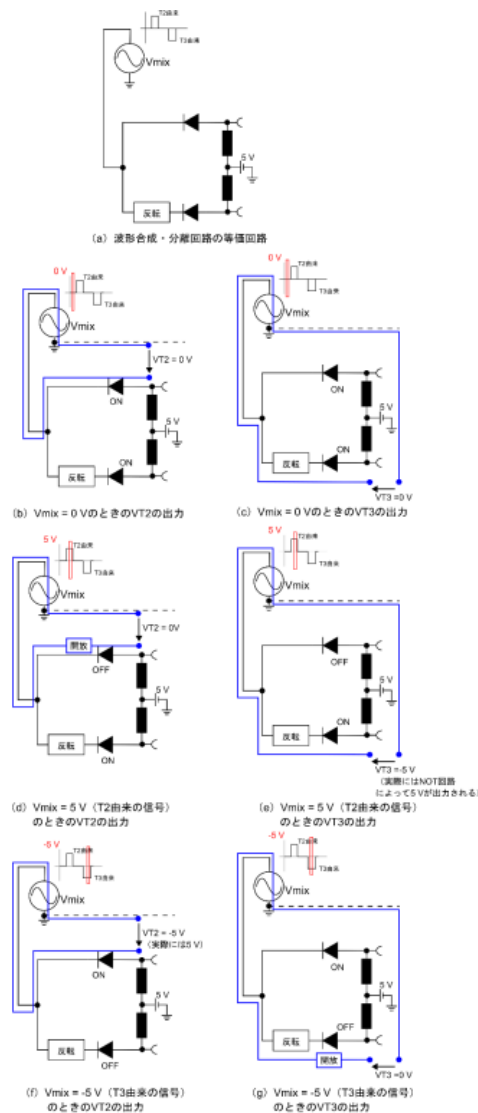 T2由来
T3由来
Vmix
5 V
反転
(a) 波形合成・分離回路の等価回路
0 V
T2由来
T3由来
Vmix
VT2 = 0 V
ON
5 V
ON
反転
(b) Vmix = 0 VのときのVT2の出力
0 V
T2由来
T3由来
Vmix
ON
5 V
ON
反転
VT3 =0 V
(c) Vmix = 0 VのときのVT3の出力
5 V
T2由来
T3由来
Vmix
VT2 = 0V
開放
OFF
5 V
反転
ON
(d) Vmix = 5 V（T2由来の信号）
のときのVT2の出力
5 V
T2由来
T3由来
Vmix
OFF
5 V
反転
ON
VT3 =-5 V
（実際にはNOT回路
によって5 Vが出力される
(e) Vmix = 5 V（T2由来の信号）
のときのVT3の出力
-5 V
T2由来
T3由来
Vmix
VT2 = -5 V
（実際には5 V）
ON
5 V
反転
OFF
(f) Vmix = -5 V（T3由来の信号）
のときのVT2の出力
-5 V
T2由来
T3由来
Vmix
ON
5 V
OFF
反転
開放
VT3 =0 V
(g) Vmix = -5 V（T3由来の信号）
のときのVT3の出力